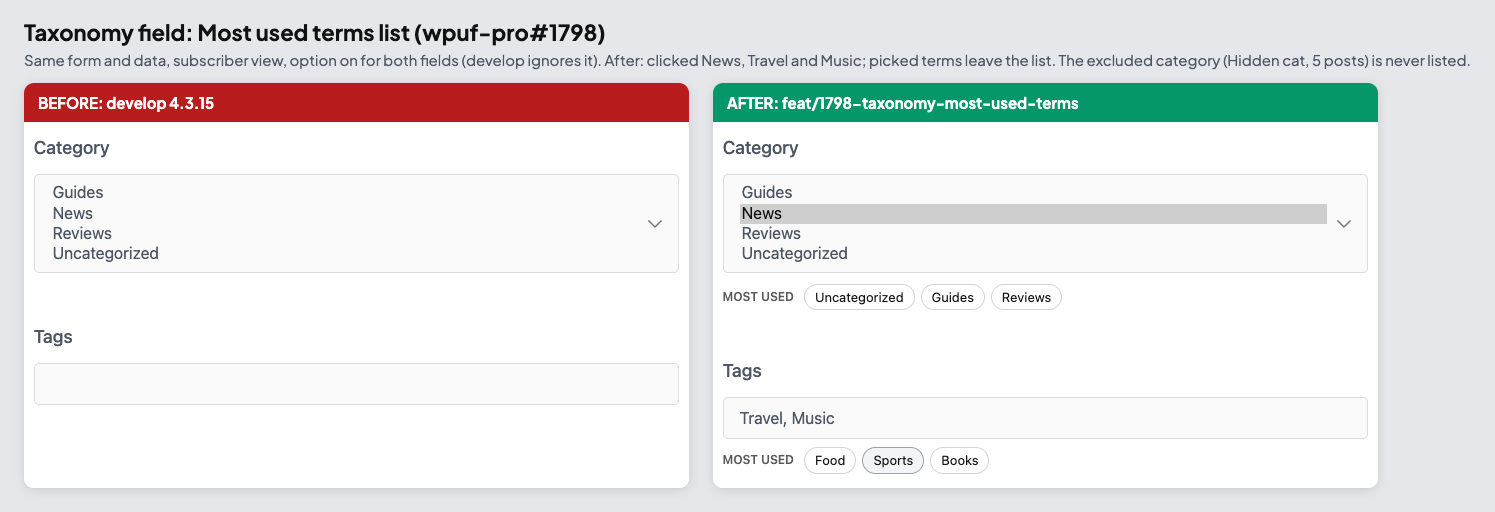 Taxonomy field: Most used terms list (wpuf-pro#1798)
Same form and data, subscriber view, option on for both fields (develop ignores it). After: clicked News, Travel and Music; picked terms leave the list. The excluded category (Hidden cat, 5 posts) is never listed.
BEFORE: develop 4.3.15
Category
Guides
News
Reviews
Uncategorized
Tags
AFTER: feat/1798-taxonomy-most-used-terms
Category
Guides
News
Reviews
Uncategorized
MOST USED Uncategorized Guides Reviews
Tags
Travel, Music
MOST USED Food Sports Books